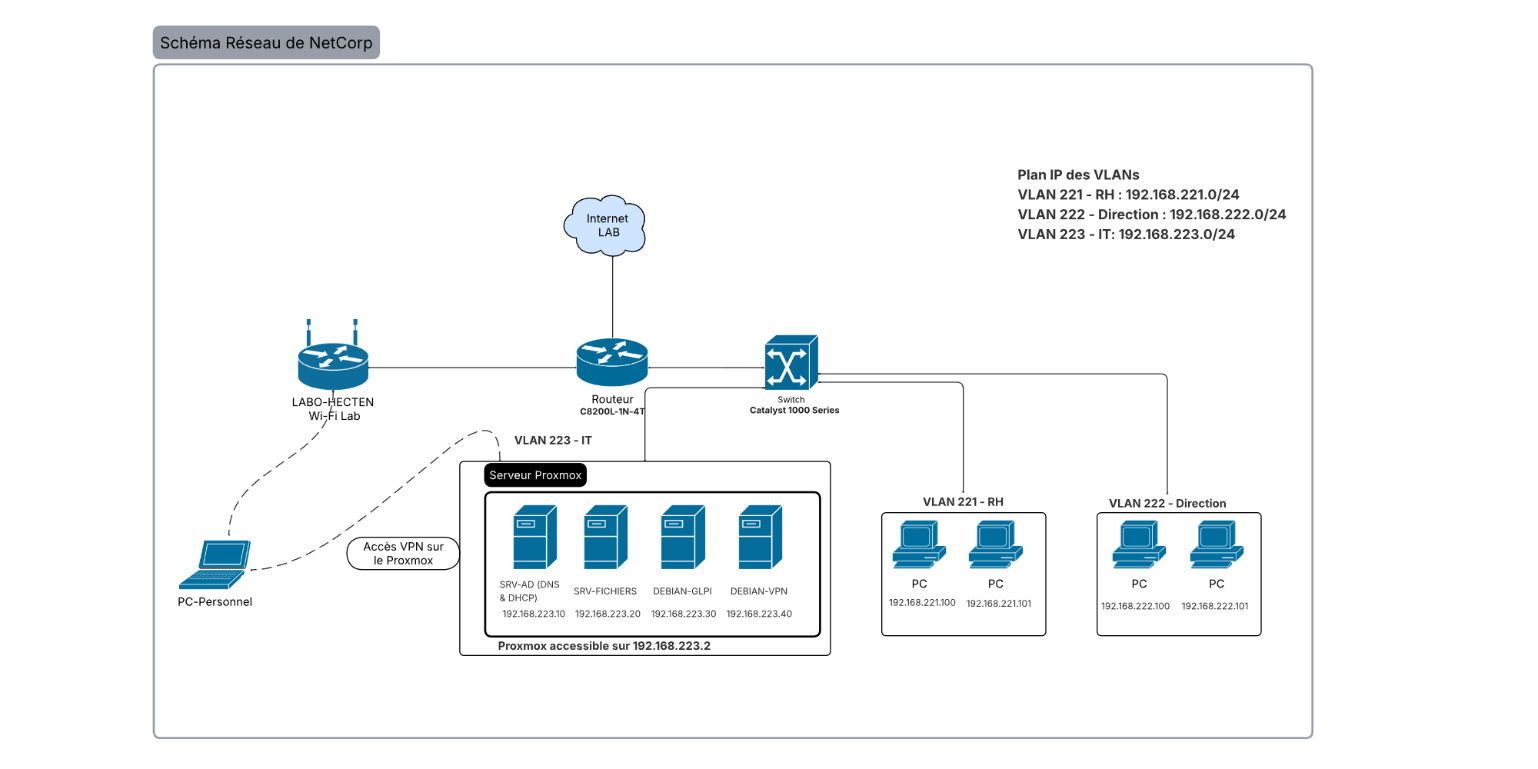 Schéma Réseau de NetCorp
Plan IP des VLANs
VLAN 221 - RH : 192.168.221.0/24
VLAN 222 - Direction : 192.168.222.0/24
VLAN 223 - IT: 192.168.223.0/24
Internet
LAB
LABO-HECTEN
Wi-Fi Lab
Routeur
C8200L-1N-4T
Switch
Catalyst 1000 Series
VLAN 223 - IT
Serveur Proxmox
SRV-AD (DNS
& DHCP)
192.168.223.10
SRV-FICHIERS
192.168.223.20
DEBIAN-GLPI
192.168.223.30
DEBIAN-VPN
192.168.223.40
Proxmox accessible sur 192.168.223.2
Accès VPN sur
le Proxmox
PC-Personnel
VLAN 221 - RH
PC
192.168.221.100
PC
192.168.221.101
VLAN 222 - Direction
PC
192.168.222.100
PC
192.168.222.101